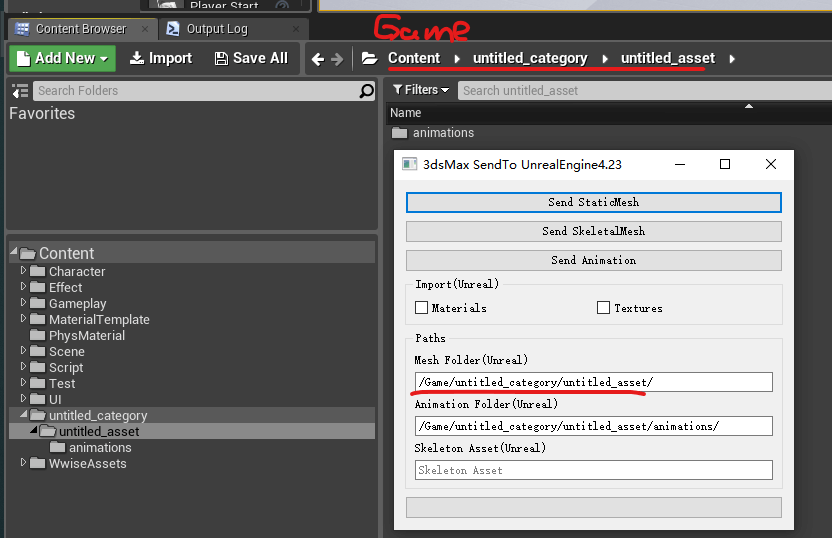 Player Start
Content Browser
Output Log
Game
Add New
Import
Save All
Content
untitled_category
untitled_asset
Search Folders
Filters
Search untitled_asset
Favorites
Name
animations
3dsMax SendTo UnrealEngine4.23
Send StaticMesh
Send SkeletalMesh
Send Animation
Import(Unreal)
Materials
Textures
Paths
Mesh Folder(Unreal)
/Game/untitled_category/untitled_asset/
Animation Folder(Unreal)
/Game/untitled_category/untitled_asset/animations/
Skeleton Asset(Unreal)
Skeleton Asset
Content
Character
Effect
Gameplay
MaterialTemplate
PhysMaterial
Scene
Script
Test
UI
untitled_category
untitled_asset
animations
WwiseAssets